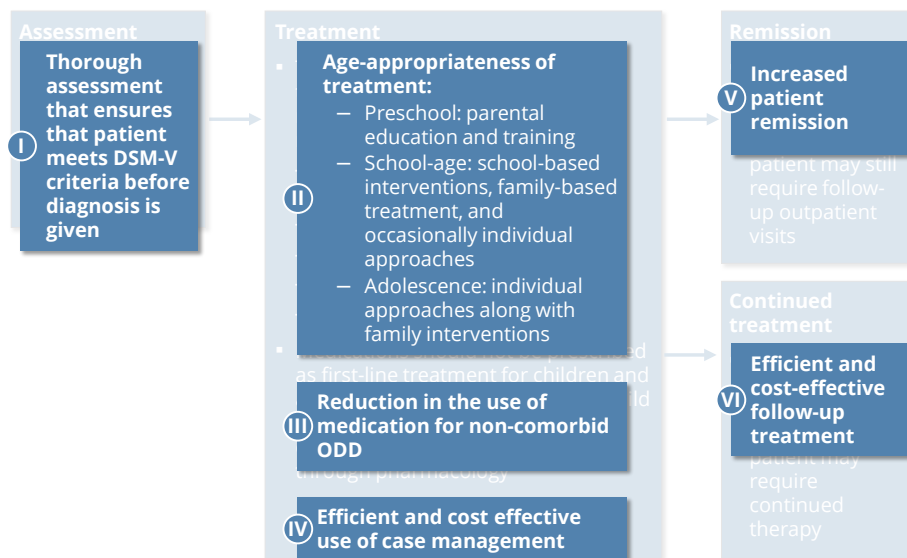 Assessment
Thorough
assessment
that ensures
that patient
meets DSM-V
criteria before
diagnosis is
given
I
Treatment
Age-appropriateness of
treatment:
– Preschool: parental
education and training
– School-age: school-based
interventions, family-based
treatment, and
occasionally individual
approaches
– Adolescence: individual
approaches along with
family interventions
II
as first-line treatment for children and
Reduction in the use of
medication for non-comorbid
ODD
III
through pharmacology
Efficient and cost effective
use of case management
IV
Remission
Increased
patient
remission
V
patient may still
require follow-
up outpatient
visits
Continued
treatment
Efficient and
cost-effective
follow-up
treatment
VI
patient may
require
continued
therapy